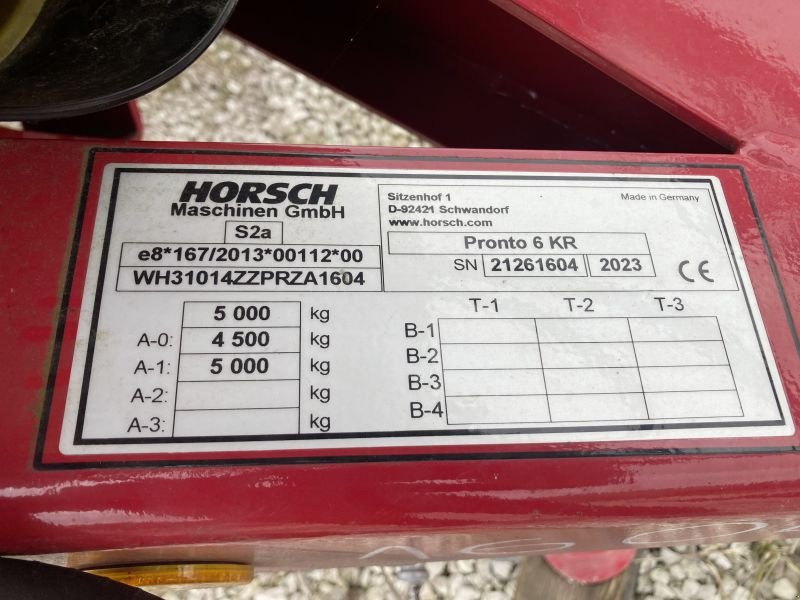 HORSCH
Maschinen GmbH
S2a
e8*167/2013*00112*00
WH31014ZZPRZA1604
Sitzenhof 1
D-92421 Schwandorf
www.horsch.com
Made in Germany
Pronto 6 KR
SN 21261604 2023
CE
5 000 kg
A-0: 4 500 kg
A-1: 5 000 kg
A-2: kg
A-3: kg
T-1 T-2 T-3
B-1
B-2
B-3
B-4